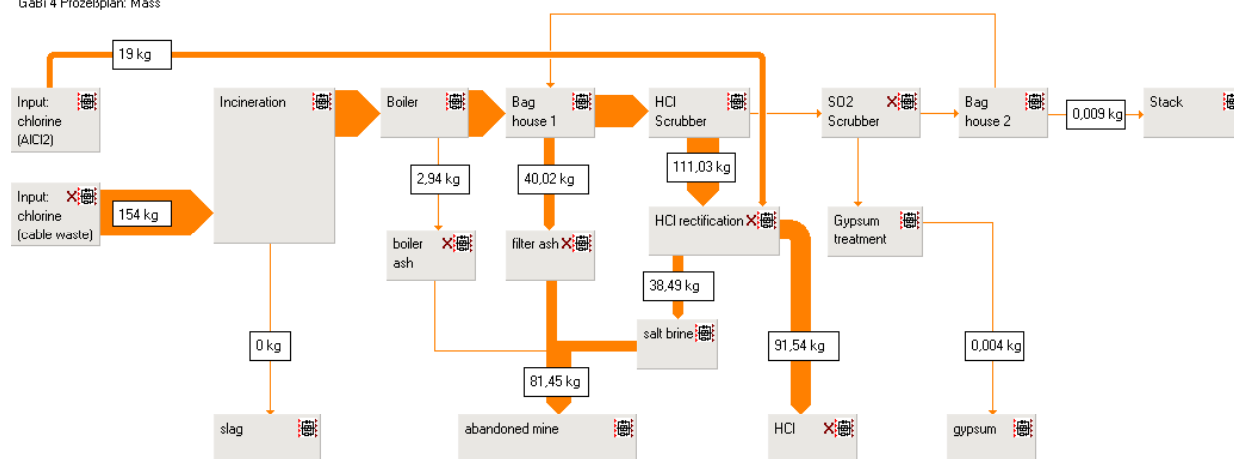 GaBi 4 Prozeßplan: Mass
19 kg
Input:
chlorine
(AlCl2)
Incineration
Boiler
Bag
house 1
HCl
Scrubber
SO2
Scrubber
Bag
house 2
0,009 kg
Stack
2,94 kg
40,02 kg
111,03 kg
Input:
chlorine
(cable waste)
154 kg
HCl rectification
Gypsum
treatment
boiler
ash
filter ash
38,49 kg
salt brine
0 kg
91,54 kg
0,004 kg
81,45 kg
slag
abandoned mine
HCl
gypsum